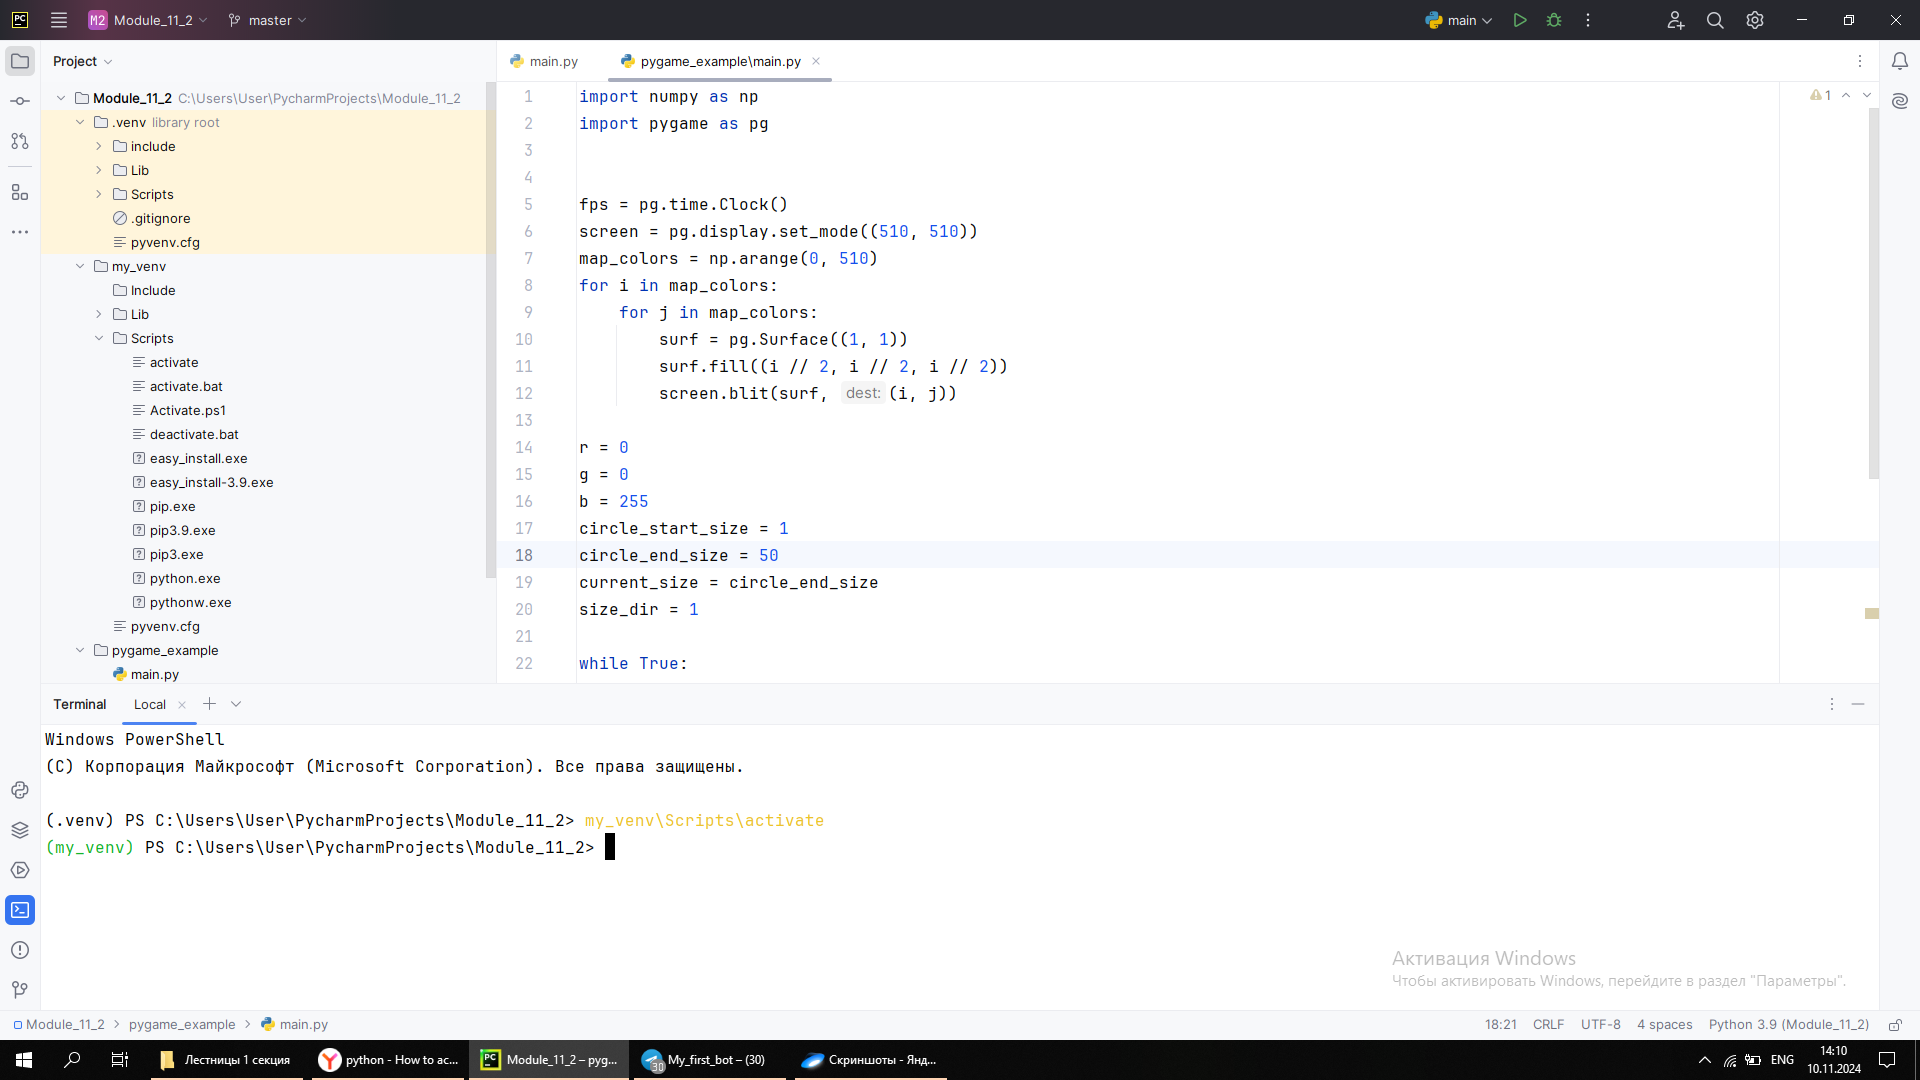 PC M2 Module_11_2 master main
Project
main.py pygame_example\main.py
Module_11_2 C:\Users\User\PycharmProjects\Module_11_2
.venv library root
include
Lib
Scripts
.gitignore
pyvenv.cfg
my_venv
Include
Lib
Scripts
activate
activate.bat
Activate.ps1
deactivate.bat
easy_install.exe
easy_install-3.9.exe
pip.exe
pip3.9.exe
pip3.exe
python.exe
pythonw.exe
pyvenv.cfg
pygame_example
main.py
1
1 import numpy as np
2 import pygame as pg
3
4
5 fps = pg.time.Clock()
6 screen = pg.display.set_mode((510, 510))
7 map_colors = np.arange(0, 510)
8 for i in map_colors:
9 for j in map_colors:
10 surf = pg.Surface((1, 1))
11 surf.fill((i // 2, i // 2, i // 2))
12 screen.blit(surf, dest: (i, j))
13
14 r = 0
15 g = 0
16 b = 255
17 circle_start_size = 1
18 circle_end_size = 50
19 current_size = circle_end_size
20 size_dir = 1
21
22 while True:
Terminal Local
Windows PowerShell
(C) Корпорация Майкрософт (Microsoft Corporation). Все права защищены.
(.venv) PS C:\Users\User\PycharmProjects\Module_11_2> my_venv\Scripts\activate
(my_venv) PS C:\Users\User\PycharmProjects\Module_11_2>
Активация Windows
Чтобы активировать Windows, перейдите в раздел "Параметры".
Module_11_2 pygame_example main.py 18:21 CRLF UTF-8 4 spaces Python 3.9 (Module_11_2)
Лестницы 1 секция python - How to ac... PC Module_11_2 – pyg... 30 My_first_bot – (30) Скриншоты - Янд... ENG 14:10
10.11.2024